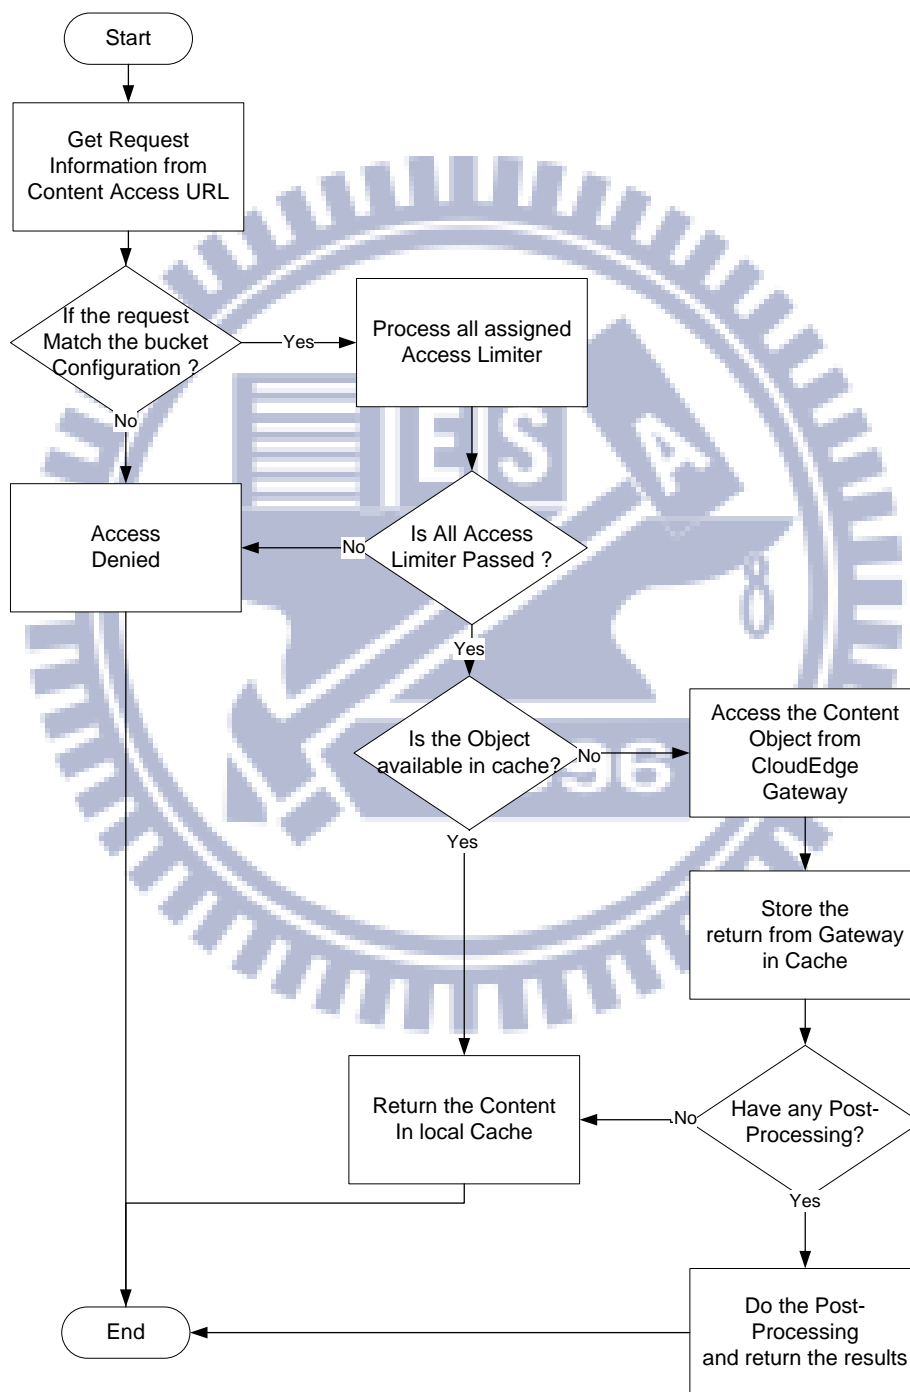 Start
Get Request
Information from
Content Access URL
If the request
Match the bucket
Configuration ?
Yes
Process all assigned
Access Limiter
No
E S
A
Access
Denied
No
Is All Access
Limiter Passed ?
8
Yes
Is the Object
available in cache?
No
96
Access the Content
Object from
CloudEdge
Gateway
Yes
Store the
return from Gateway
in Cache
Return the Content
In local Cache
No
Have any Post-
Processing?
Yes
End
Do the Post-
Processing
and return the results